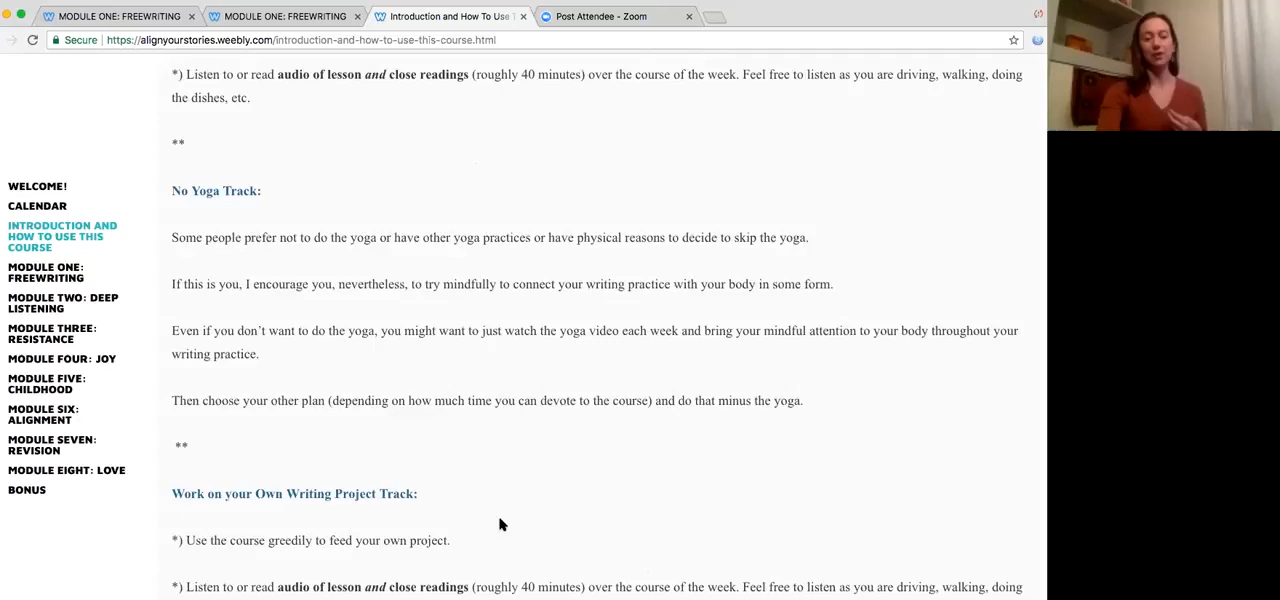 MODULE ONE: FREEWRITING
MODULE ONE: FREEWRITING
Introduction and How To Use
Post Attendee - Zoom
Secure
https://alignyourstories.weebly.com/introduction-and-how-to-use-this-course.html
*) Listen to or read audio of lesson and close readings (roughly 40 minutes) over the course of the week. Feel free to listen as you are driving, walking, doing
the dishes, etc.
**
No Yoga Track:
Some people prefer not to do the yoga or have other yoga practices or have physical reasons to decide to skip the yoga.
If this is you, I encourage you, nevertheless, to try mindfully to connect your writing practice with your body in some form.
Even if you don't want to do the yoga, you might want to just watch the yoga video each week and bring your mindful attention to your body throughout your
writing practice.
Then choose your other plan (depending on how much time you can devote to the course) and do that minus the yoga.
**
Work on your Own Writing Project Track:
*) Use the course greedily to feed your own project.
*) Listen to or read audio of lesson and close readings (roughly 40 minutes) over the course of the week. Feel free to listen as you are driving, walking, doing
WELCOME!
CALENDAR
INTRODUCTION AND
HOW TO USE THIS
COURSE
MODULE ONE:
FREEWRITING
MODULE TWO: DEEP
LISTENING
MODULE THREE:
RESISTANCE
MODULE FOUR: JOY
MODULE FIVE:
CHILDHOOD
MODULE SIX:
ALIGNMENT
MODULE SEVEN:
REVISION
MODULE EIGHT: LOVE
BONUS